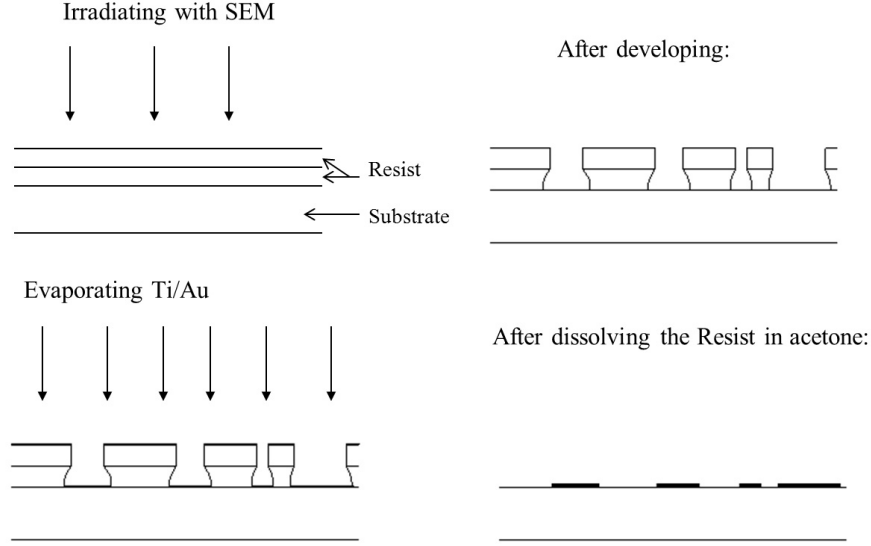 Irradiating with SEM
After developing:
Resist
Substrate
Evaporating Ti/Au
After dissolving the Resist in acetone: